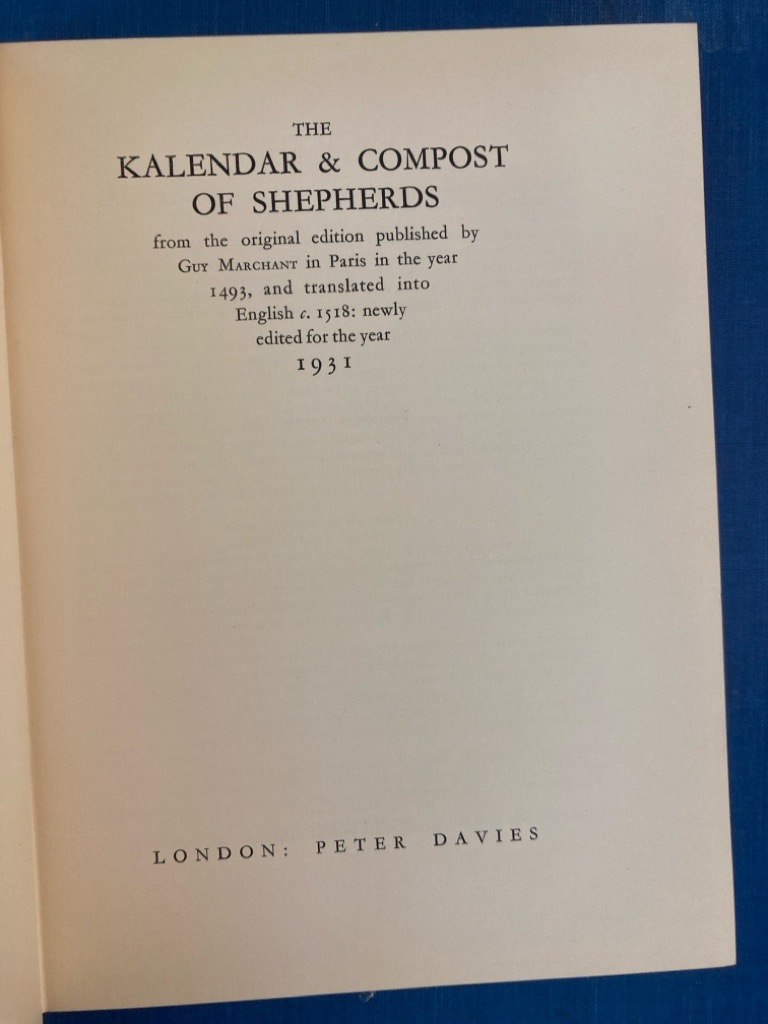 THE
KALENDAR & COMPOST
OF SHEPHERDS
from the original edition published by
GUY MARCHANT in Paris in the year
1493, and translated into
English c. 1518: newly
edited for the year
1931
LONDON: PETER DAVIES